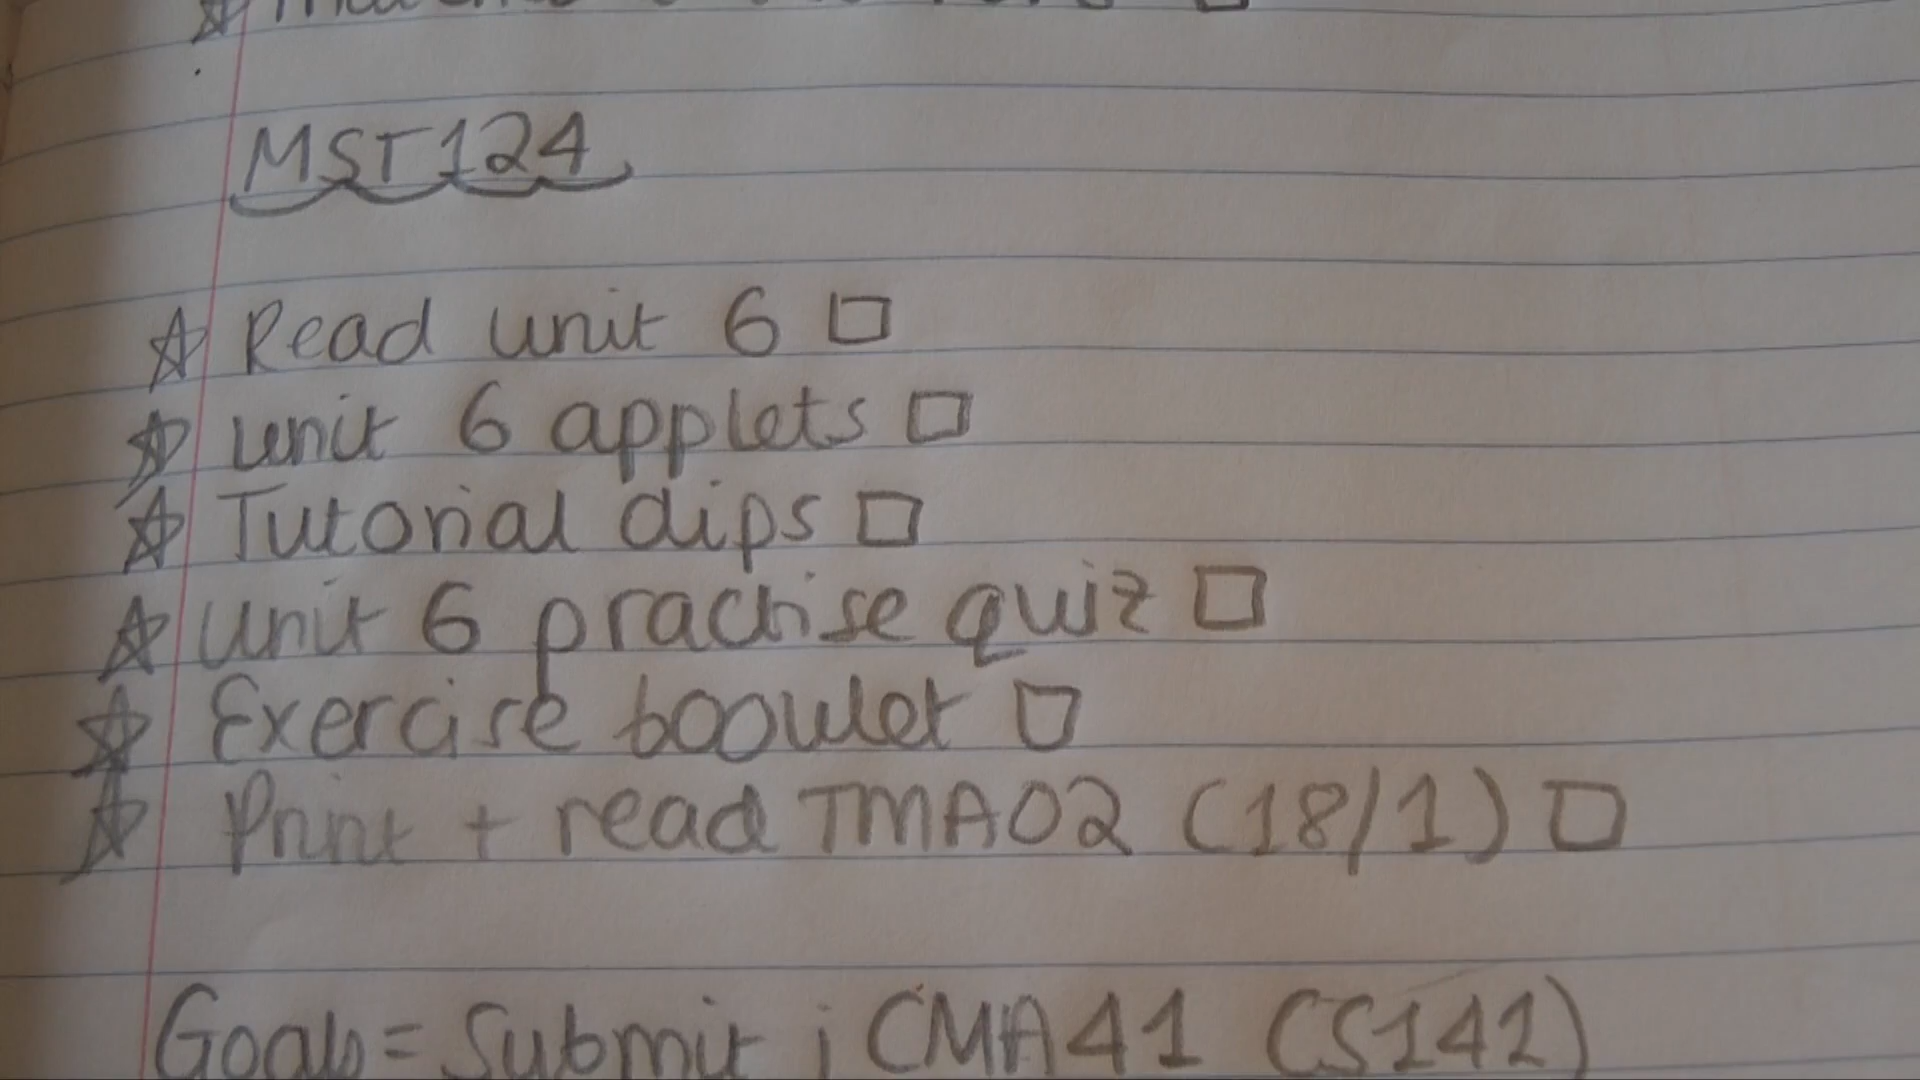 MST124
☆ Read unit 6 □
☆ unit 6 applets □
☆ Tutorial clips □
☆ Unit 6 practise quiz □
☆ Exercise booklet □
☆ Print + read TMA02 (18/1) □
Goals = Submit iCMA41 (S141)